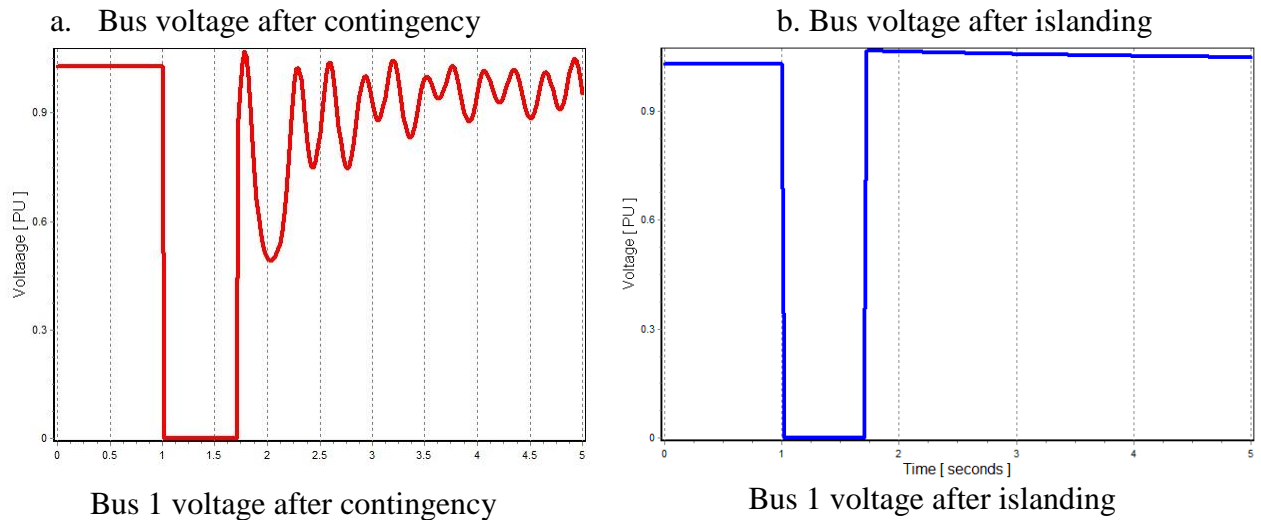 a. Bus voltage after contingency
b. Bus voltage after islanding
Voltaage [ PU ]
0.9
0.6
0.3
0
0 0.5 1 1.5 2 2.5 3 3.5 4 4.5 5
Voltage [ PU ]
0.9
0.6
0.3
0
0 1 2 3 4 5
Time [ seconds ]
Bus 1 voltage after contingency
Bus 1 voltage after islanding